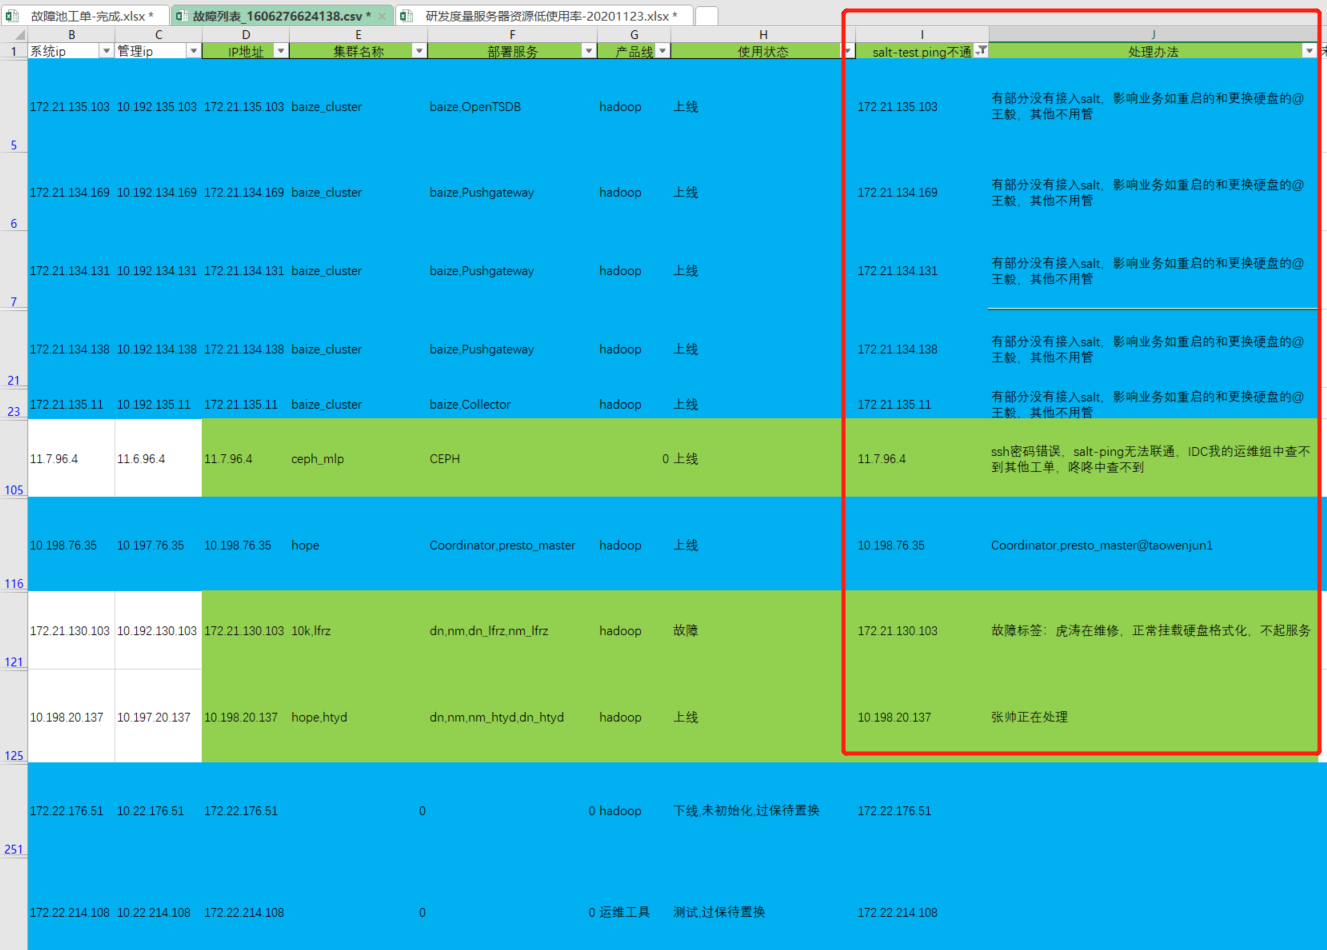 故障池工单-完成.xlsx * 故障列表_1606276624138.csv * × 研发度量服务器资源低使用率-20201123.xlsx *
B C D E F G H I J
1 系统ip 管理ip IP地址 集群名称 部署服务 产品线 使用状态 salt-test.ping不通 处理办法
有部分没有接入salt，影响业务如重启的和更换硬盘的@
172.21.135.103 10.192.135.103 172.21.135.103 baize_cluster baize,OpenTSDB hadoop 上线 172.21.135.103
王毅，其他不用管
5
有部分没有接入salt，影响业务如重启的和更换硬盘的@
172.21.134.169 10.192.134.169 172.21.134.169 baize_cluster baize,Pushgateway hadoop 上线 172.21.134.169
王毅，其他不用管
6
有部分没有接入salt，影响业务如重启的和更换硬盘的@
172.21.134.131 10.192.134.131 172.21.134.131 baize_cluster baize,Pushgateway hadoop 上线 172.21.134.131
王毅，其他不用管
7
有部分没有接入salt，影响业务如重启的和更换硬盘的@
172.21.134.138 10.192.134.138 172.21.134.138 baize_cluster baize,Pushgateway hadoop 上线 172.21.134.138
王毅，其他不用管
21
有部分没有接入salt，影响业务如重启的和更换硬盘的@
172.21.135.11 10.192.135.11 172.21.135.11 baize_cluster baize,Collector hadoop 上线 172.21.135.11
王毅，其他不用管
23
ssh密码错误，salt-ping无法联通，IDC我的运维组中查不
11.7.96.4 11.6.96.4 11.7.96.4 ceph_mlp CEPH 0 上线 11.7.96.4
到其他工单，咚咚中查不到
105
10.198.76.35 10.197.76.35 10.198.76.35 hope Coordinator,presto_master hadoop 上线 10.198.76.35 Coordinator,presto_master@taowenjun1
116
172.21.130.103 10.192.130.103 172.21.130.103 10k,lfrz dn,nm,dn_lfrz,nm_lfrz hadoop 故障 172.21.130.103 故障标签：虎涛在维修，正常挂载硬盘格式化，不起服务
121
10.198.20.137 10.197.20.137 10.198.20.137 hope,htyd dn,nm,nm_htyd,dn_htyd hadoop 上线 10.198.20.137 张帅正在处理
125
172.22.176.51 10.22.176.51 172.22.176.51 0 0 hadoop 下线,未初始化,过保待置换 172.22.176.51
251
172.22.214.108 10.22.214.108 172.22.214.108 0 0 运维工具 测试,过保待置换 172.22.214.108